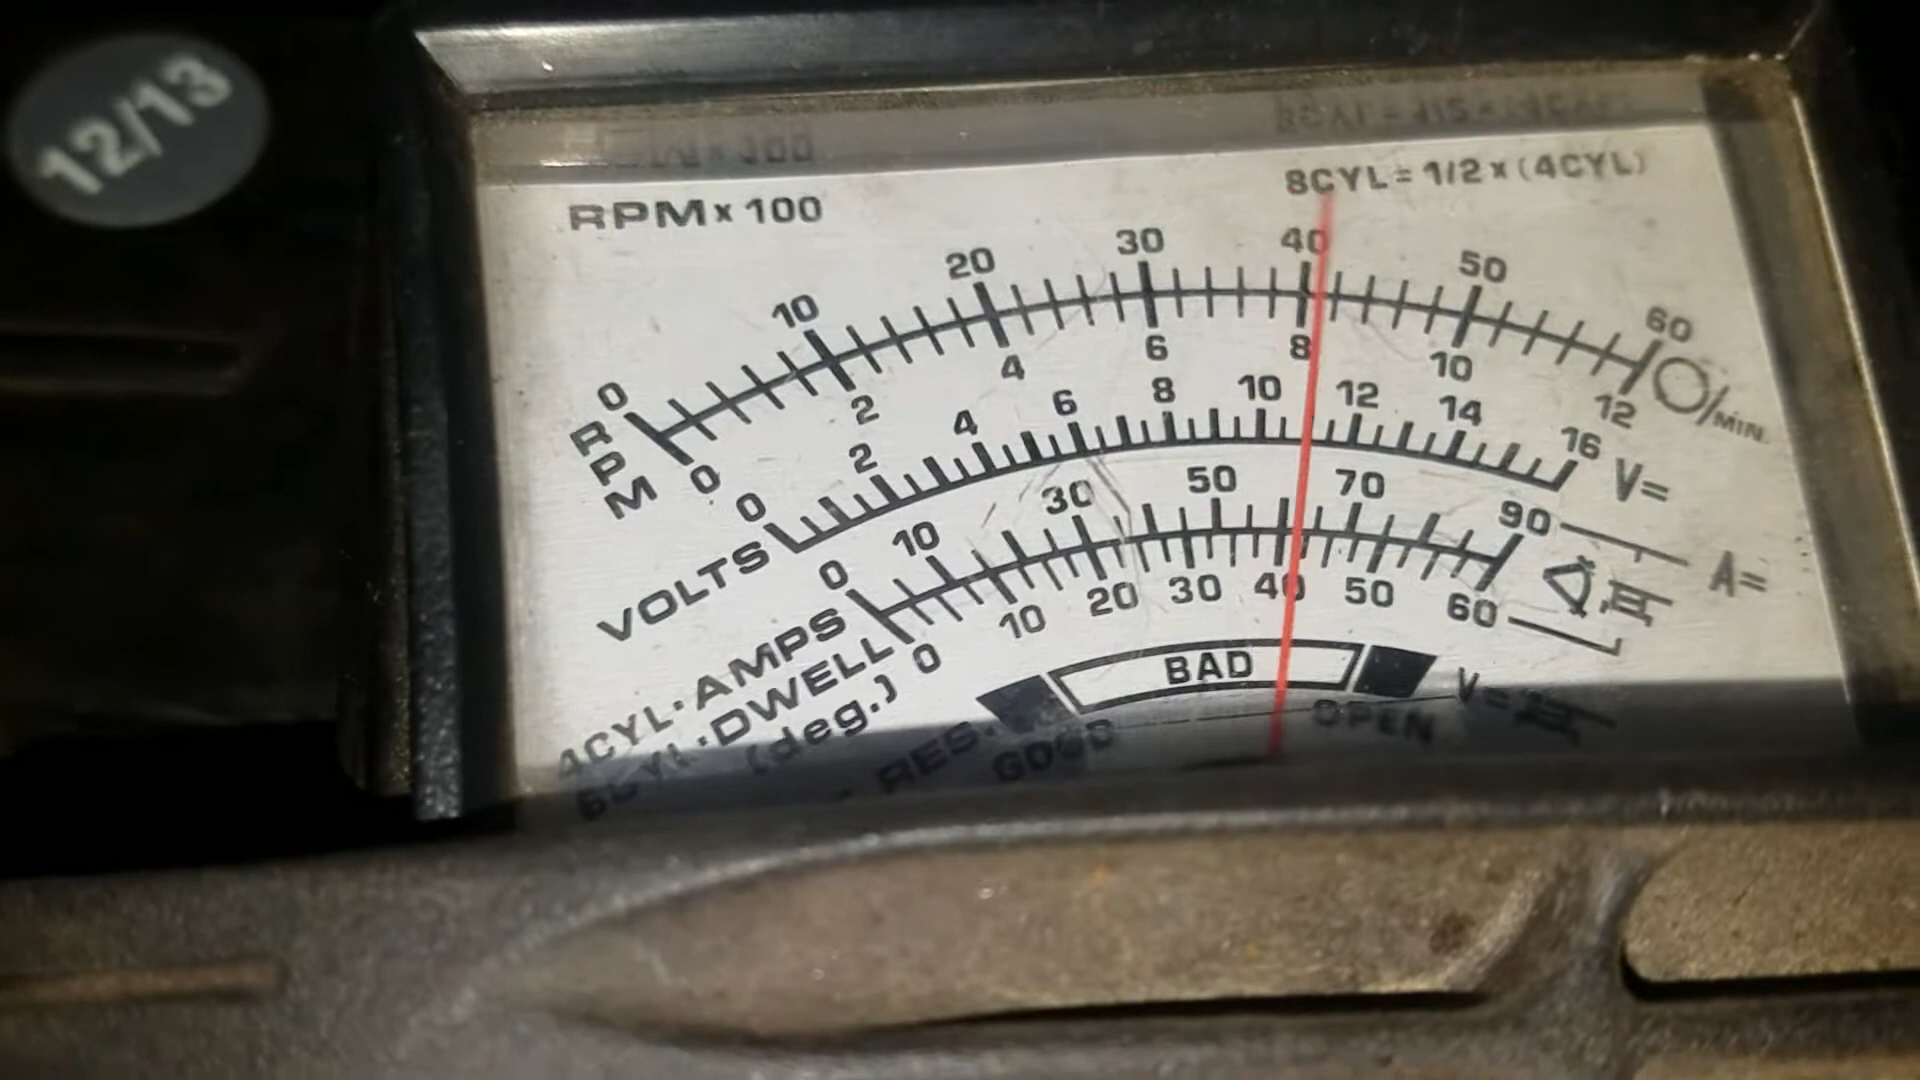 12/13
RPM x 100
8CYL = 1/2 x (4CYL)
0 10 20 30 40 50 60
RPM
0 2 4 6 8 10 12
/MIN.
0 2 4 6 8 10 12 14 16 V=
VOLTS
0 10 30 50 70 90
A=
4CYL·AMPS
6CYL·DWELL
(deg.)
0 10 20 30 40 50 60
BAD
RES.
GOOD
OPEN
V=